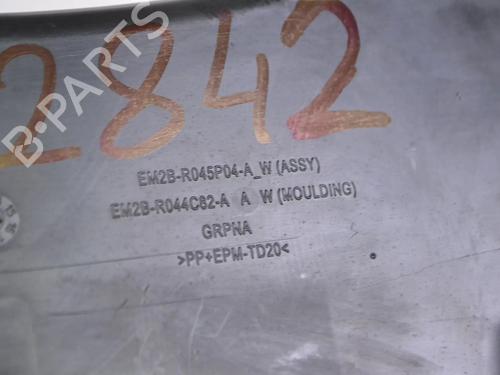 2842
B-PARTS
EM2B-R045P04-A_W (ASSY)
EM2B-R044C82-A A W (MOULDING)
GRPNA
>PP+EPM-TD20<